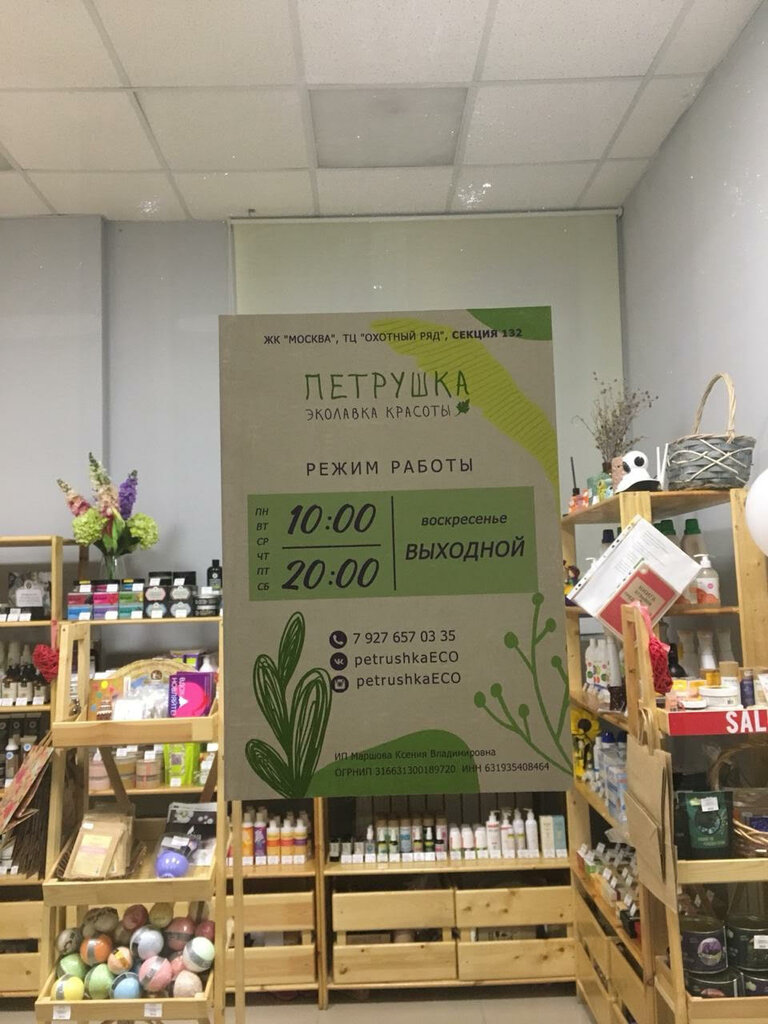 ЖК "МОСКВА", ТЦ "ОХОТНЫЙ РЯД", СЕКЦИЯ 132
ПЕТРУШКА
ЭКОЛАВКА КРАСОТЫ
РЕЖИМ РАБОТЫ
ПН
ВТ
СР
ЧТ
ПТ
СБ
10:00
20:00
воскресенье
ВЫХОДНОЙ
7 927 657 03 35
petrushkaECO
petrushkaECO
ИП Маршова Ксения Владимировна
ОГРНИП 316631300189720 ИНН 631935408464
SAL